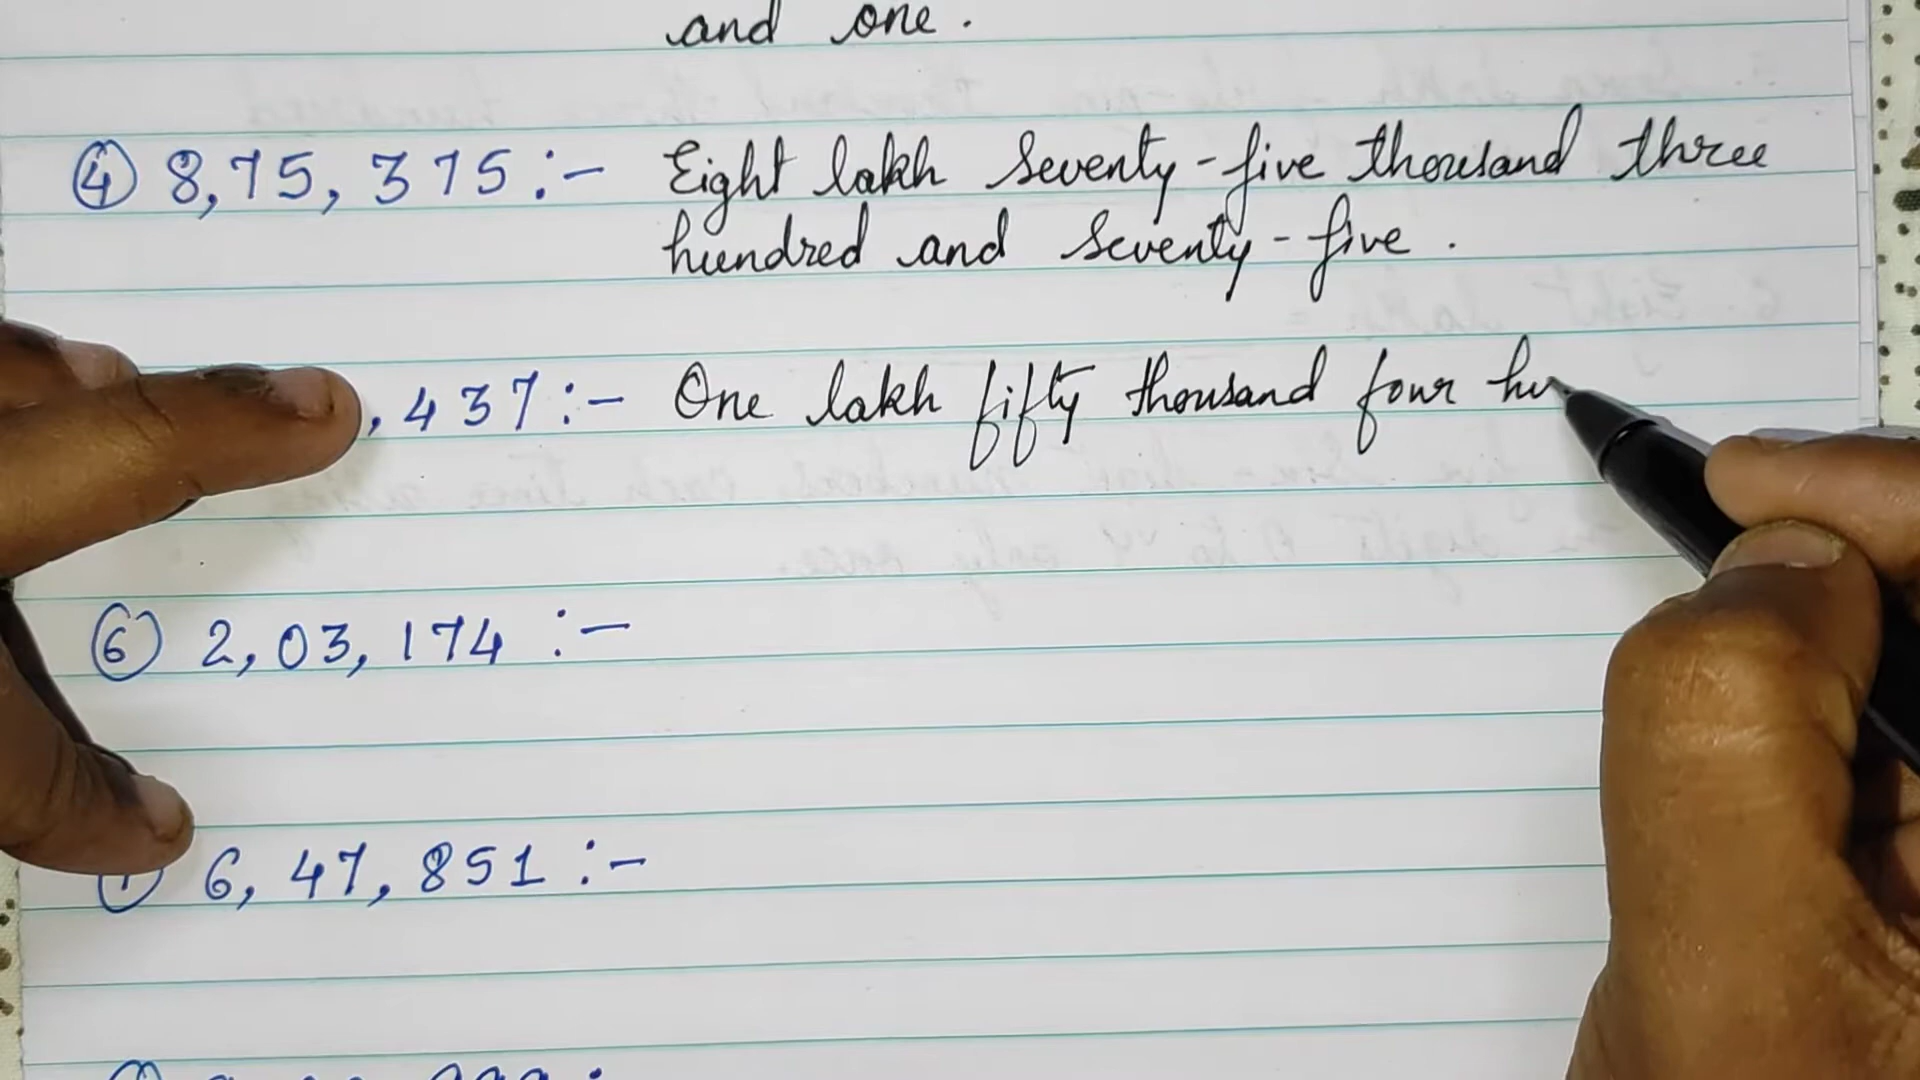 and one.
④ 8,75,375:- Eight lakh Seventy-five thousand three
hundred and Seventy-five.
,437:- One lakh fifty thousand four hu
⑥ 2,03,174:-
6,47,851:-